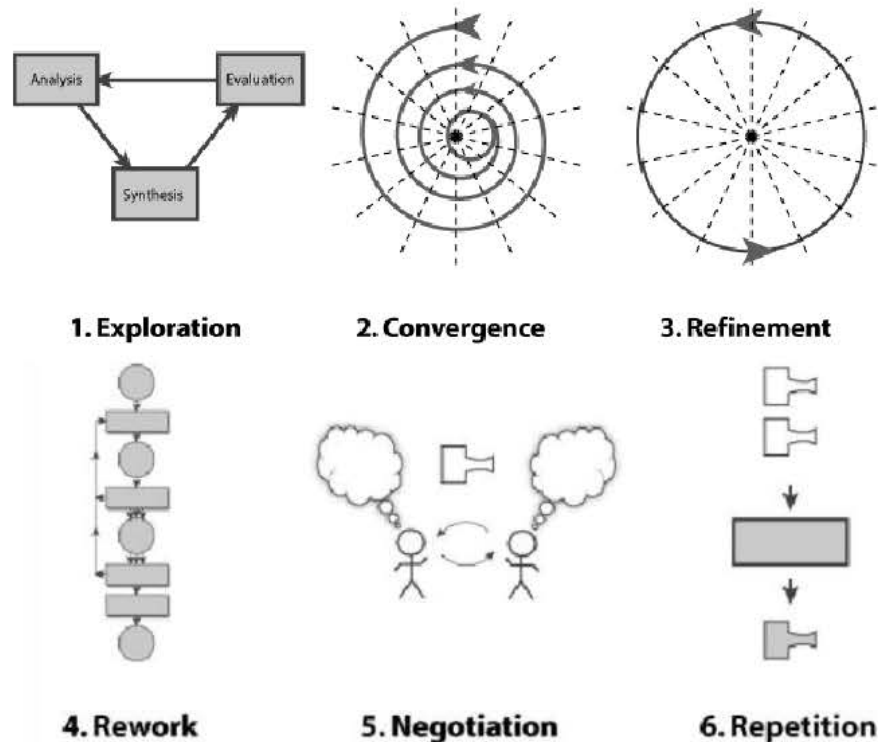 Analysis
Evaluation
Synthesis
1. Exploration
2. Convergence
3. Refinement
4. Rework
5. Negotiation
6. Repetition